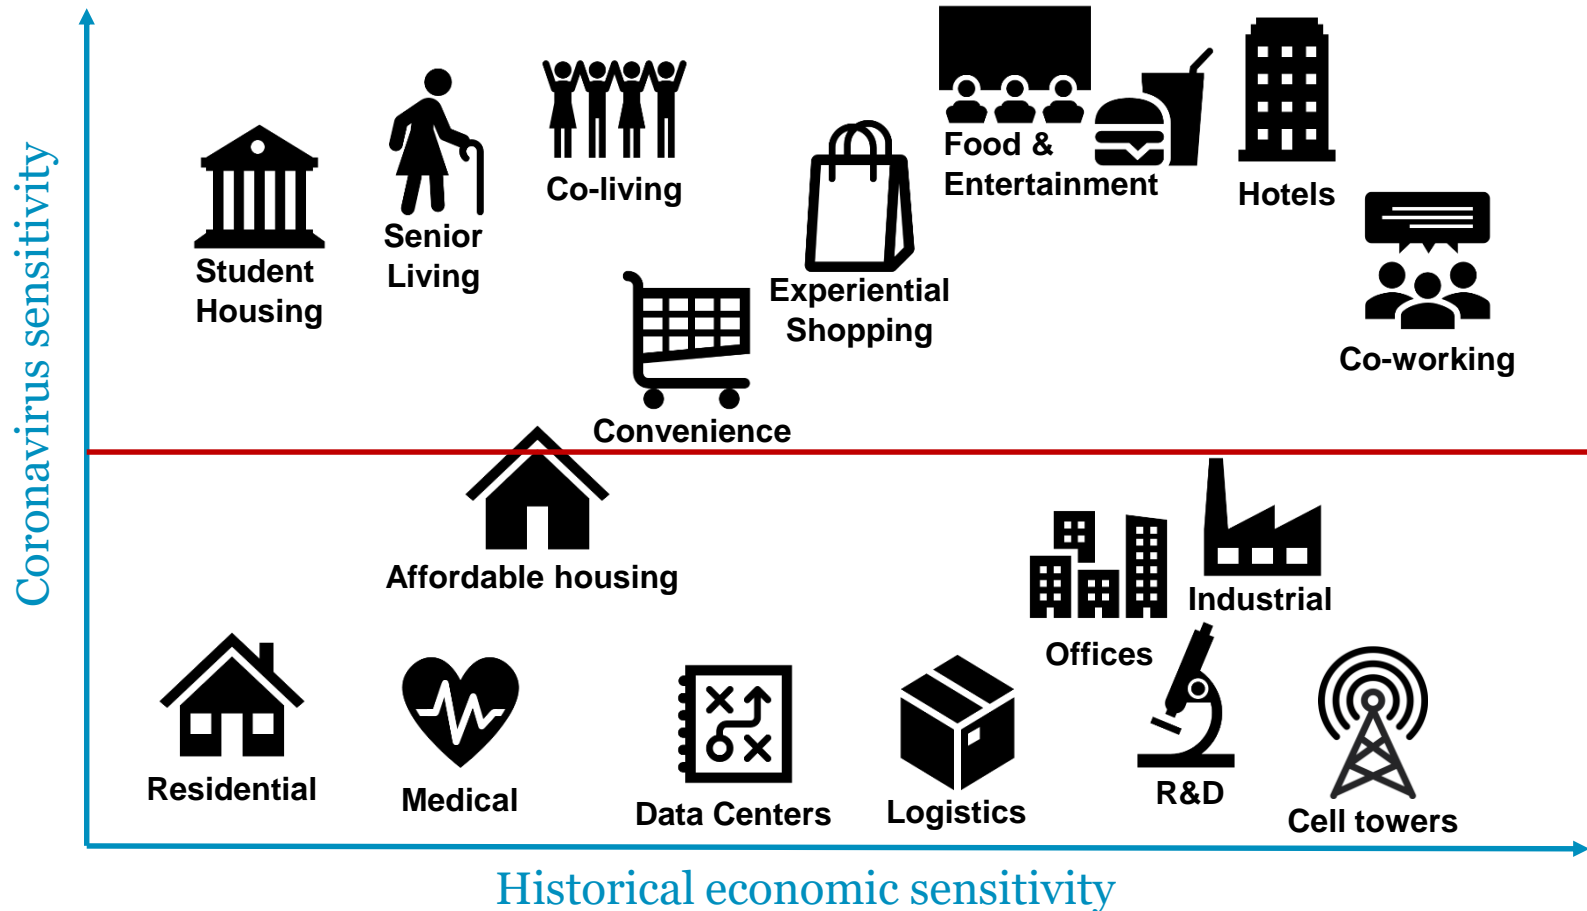 Coronavirus sensitivity
Student
Housing
Senior
Living
Co-living
Convenience
Experiential
Shopping
Food &
Entertainment
Hotels
Co-working
Affordable housing
Offices
Industrial
Residential
Medical
Data Centers
Logistics
R&D
Cell towers
Historical economic sensitivity